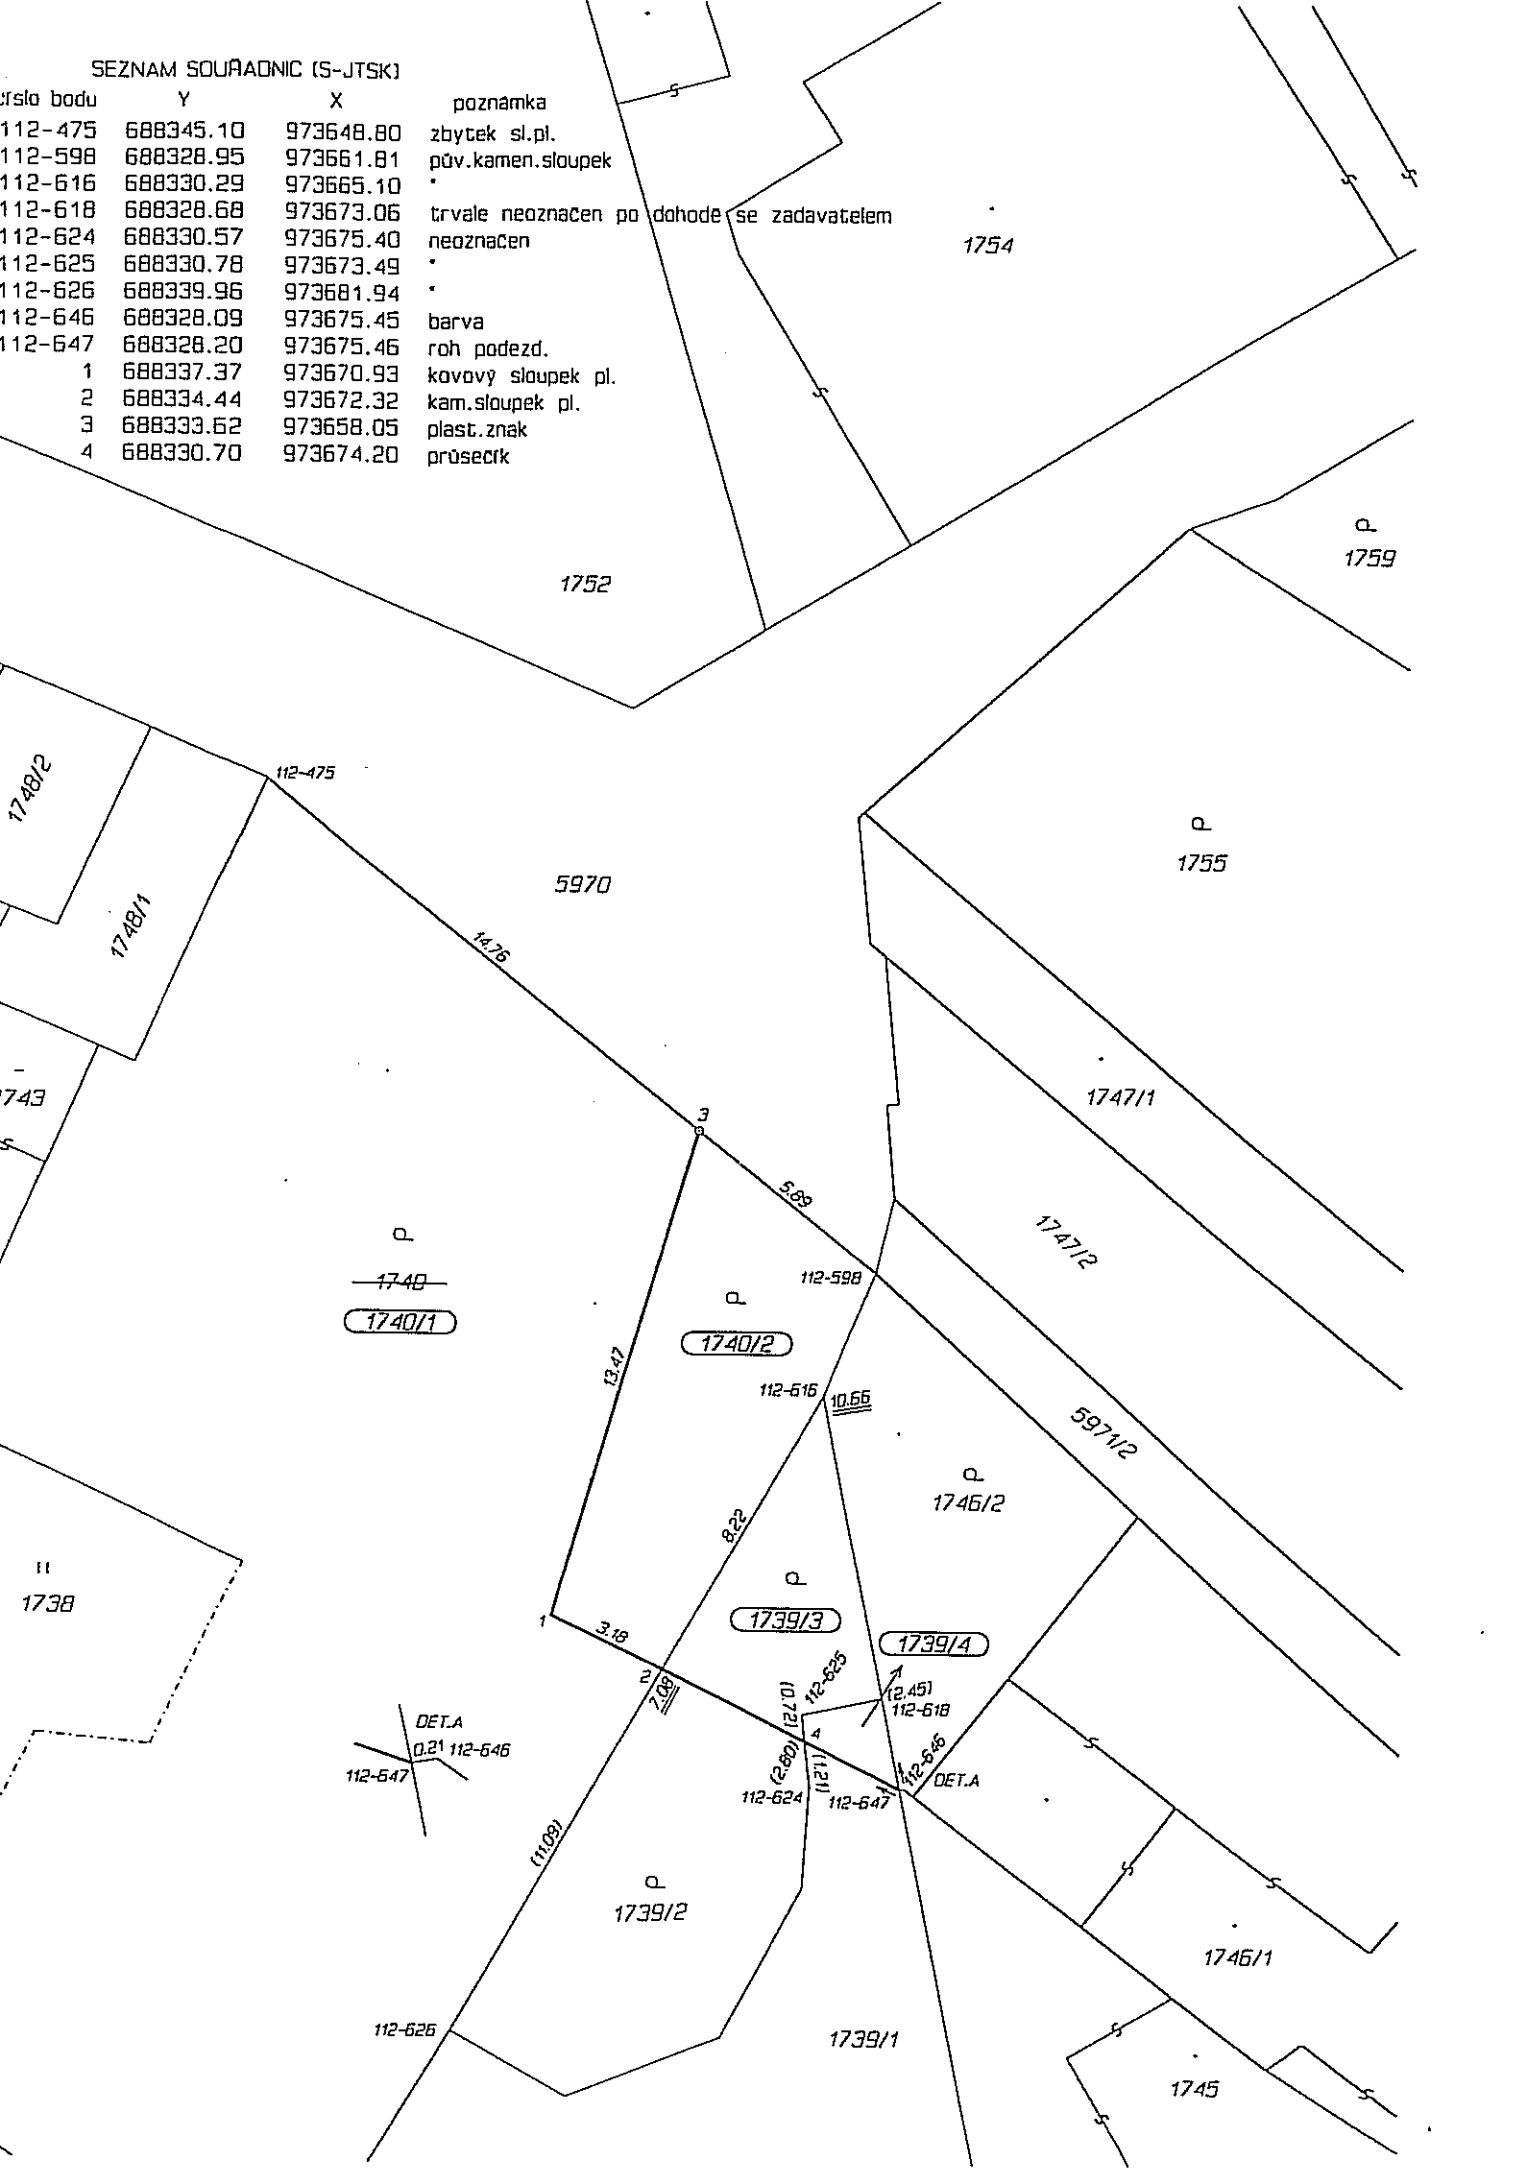 SEZNAM SOUŘADNIC (S-JTSK)
číslo bodu Y X poznámka
112-475 688345.10 973648.80 zbytek sl.pl.
112-598 688328.95 973661.81 pův.kamen.sloupek
112-616 688330.29 973665.10 "
112-618 688328.68 973673.06 trvale neoznačen po dohodě se zadavatelem
112-624 688330.57 973675.40 neoznačen
112-625 688330.78 973673.49 "
112-626 688339.96 973681.94 "
112-646 688328.09 973675.45 barva
112-647 688328.20 973675.46 roh podezd.
1 688337.37 973670.93 kovový sloupek pl.
2 688334.44 973672.32 kam.sloupek pl.
3 688333.62 973658.05 plast.znak
4 688330.70 973674.20 průsečík
1754
1752
1759
1748/2
112-475
1755
5970
1748/1
14.76
1743
1747/1
3
5.89
1747/2
112-598
1740
1740/1
1740/2
13.47
112-616
10.66
5971/2
1746/2
8.22
1738
1
3.18
1739/3
1739/4
2
7.08
(0.72)
112-625
(2.45)
112-618
4
DET.A
0.21 112-646
112-647
(2.80)
(1.21)
112-646
DET.A
112-624
112-647
(11.09)
1739/2
1746/1
112-626
1739/1
1745